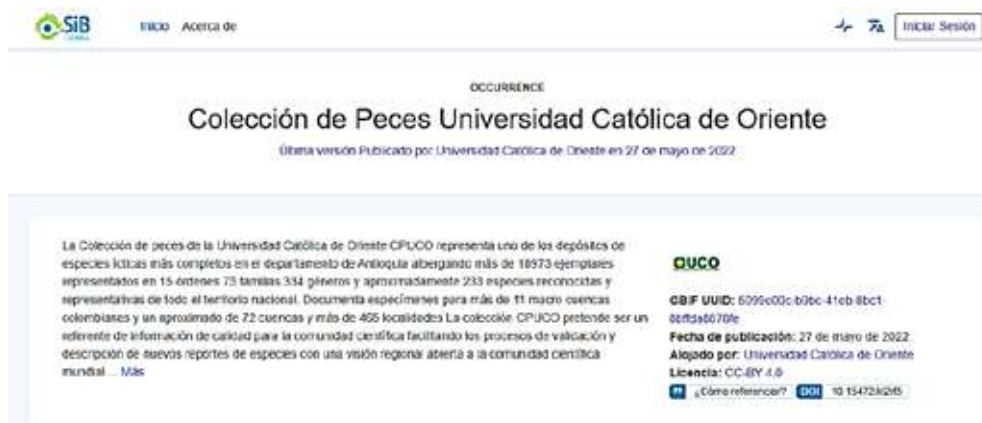 SiB
Inicio Acerca de
Iniciar Sesión
OCCURRENCE
Colección de Peces Universidad Católica de Oriente
Última versión Publicado por Universidad Católica de Oriente en 27 de mayo de 2022
La Colección de peces de la Universidad Católica de Oriente CPUCO representa uno de los depósitos de
especies ícticas más completos en el departamento de Antioquia albergando más de 18973 ejemplares
representados en 15 ordenes 73 familias 334 géneros y aproximadamente 233 especies reconocidas y
representativas de todo el territorio nacional. Documenta especímenes para más de 11 macro cuencas
colombianas y un aproximado de 72 cuencas y más de 465 localidades La colección CPUCO pretende ser un
referente de información de calidad para la comunidad científica facilitando los procesos de validación y
descripción de nuevos reportes de especies con una visión regional abierta a la comunidad científica
mundial ... Más
UCO
GBIF UUID:
Fecha de publicación: 27 de mayo de 2022
Alojado por: Universidad Católica de Oriente
Licencia: CC-BY 4.0
¿Cómo referenciar? DOI